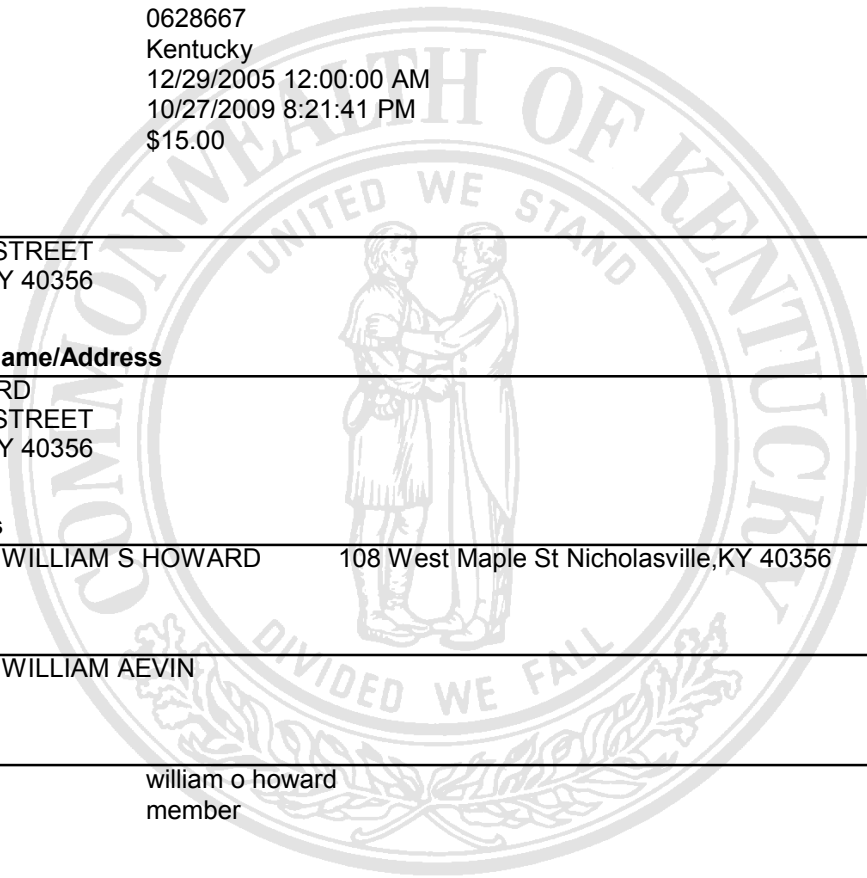 0628667
Kentucky
12/29/2005 12:00:00 AM
10/27/2009 8:21:41 PM
$15.00
COMMONWEALTH OF KENTUCKY
UNITED WE STAND
STREET
Y 40356
ame/Address
RD
STREET
Y 40356
s
WILLIAM S HOWARD 108 West Maple St Nicholasville,KY 40356
WILLIAM AEVIN
DIVIDED WE FALL
william o howard
member